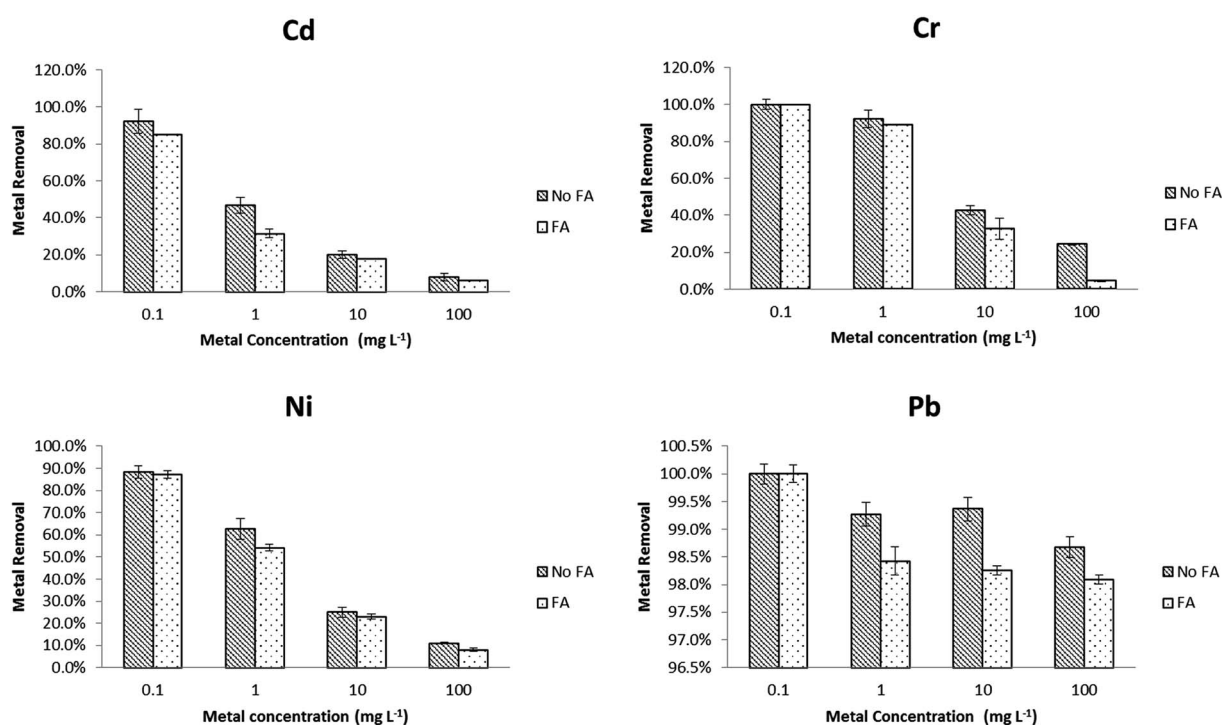 Cd
120.0%
100.0%
80.0%
60.0%
40.0%
20.0%
0.0%
Metal Removal
0.1 1 10 100
Metal Concentration (mg L⁻¹)
No FA
FA
Cr
120.0%
100.0%
80.0%
60.0%
40.0%
20.0%
0.0%
Metal Removal
0.1 1 10 100
Metal concentration (mg L⁻¹)
No FA
FA
Ni
100.0%
90.0%
80.0%
70.0%
60.0%
50.0%
40.0%
30.0%
20.0%
10.0%
0.0%
Metal Removal
0.1 1 10 100
Metal concentration (mg L⁻¹)
No FA
FA
Pb
100.5%
100.0%
99.5%
99.0%
98.5%
98.0%
97.5%
97.0%
96.5%
Metal Removal
0.1 1 10 100
Metal concentration (mg L⁻¹)
No FA
FA